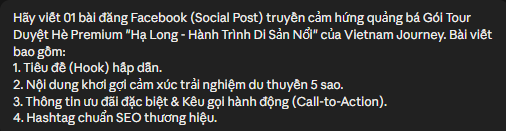 Hãy viết 01 bài đăng Facebook (Social Post) truyền cảm hứng quảng bá Gói Tour
Duyệt Hè Premium "Hạ Long - Hành Trình Di Sản Nổi" của Vietnam Journey. Bài viết
bao gồm:
1. Tiêu đề (Hook) hấp dẫn.
2. Nội dung khơi gợi cảm xúc trải nghiệm du thuyền 5 sao.
3. Thông tin ưu đãi đặc biệt & Kêu gọi hành động (Call-to-Action).
4. Hashtag chuẩn SEO thương hiệu.